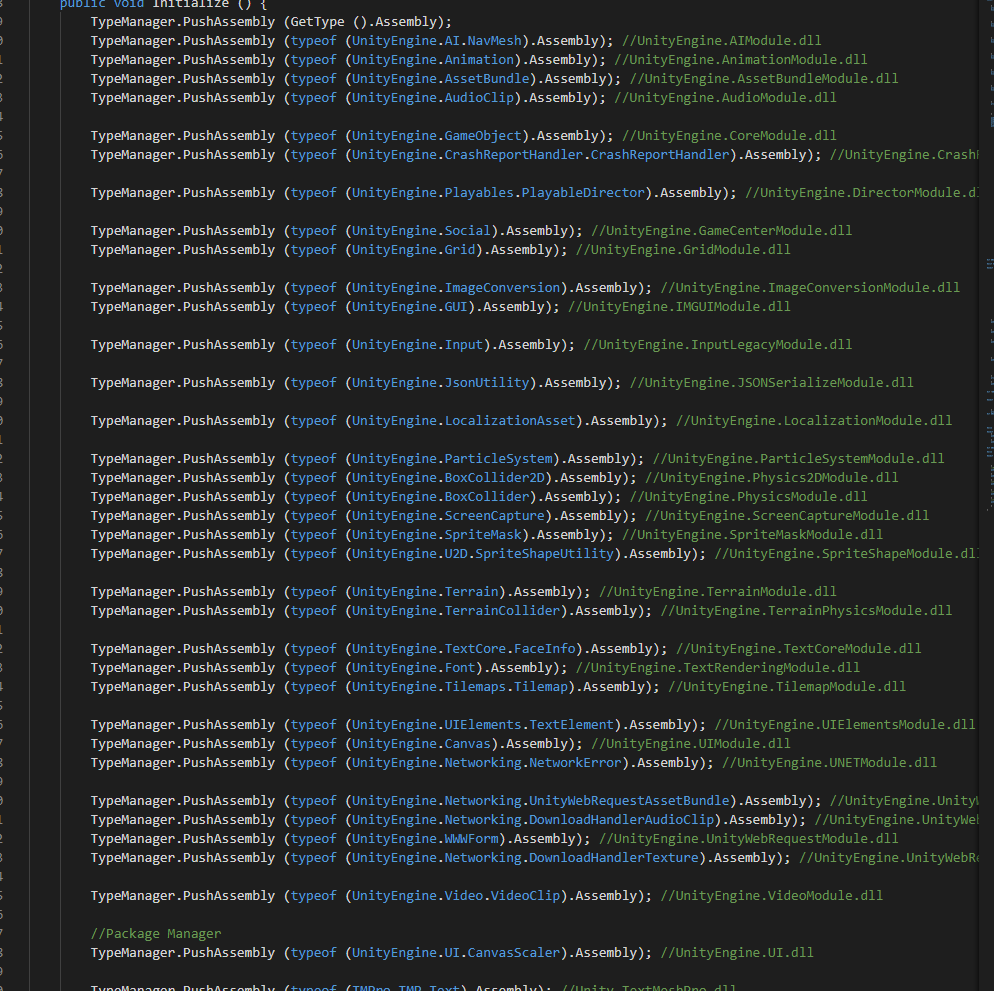 public void Initialize () {
TypeManager.PushAssembly (GetType ().Assembly);
TypeManager.PushAssembly (typeof (UnityEngine.AI.NavMesh).Assembly); //UnityEngine.AIModule.dll
TypeManager.PushAssembly (typeof (UnityEngine.Animation).Assembly); //UnityEngine.AnimationModule.dll
TypeManager.PushAssembly (typeof (UnityEngine.AssetBundle).Assembly); //UnityEngine.AssetBundleModule.dll
TypeManager.PushAssembly (typeof (UnityEngine.AudioClip).Assembly); //UnityEngine.AudioModule.dll
TypeManager.PushAssembly (typeof (UnityEngine.GameObject).Assembly); //UnityEngine.CoreModule.dll
TypeManager.PushAssembly (typeof (UnityEngine.CrashReportHandler.CrashReportHandler).Assembly); //UnityEngine.Crash
TypeManager.PushAssembly (typeof (UnityEngine.Playables.PlayableDirector).Assembly); //UnityEngine.DirectorModule.d
TypeManager.PushAssembly (typeof (UnityEngine.Social).Assembly); //UnityEngine.GameCenterModule.dll
TypeManager.PushAssembly (typeof (UnityEngine.Grid).Assembly); //UnityEngine.GridModule.dll
TypeManager.PushAssembly (typeof (UnityEngine.ImageConversion).Assembly); //UnityEngine.ImageConversionModule.dll
TypeManager.PushAssembly (typeof (UnityEngine.GUI).Assembly); //UnityEngine.IMGUIModule.dll
TypeManager.PushAssembly (typeof (UnityEngine.Input).Assembly); //UnityEngine.InputLegacyModule.dll
TypeManager.PushAssembly (typeof (UnityEngine.JsonUtility).Assembly); //UnityEngine.JSONSerializeModule.dll
TypeManager.PushAssembly (typeof (UnityEngine.LocalizationAsset).Assembly); //UnityEngine.LocalizationModule.dll
TypeManager.PushAssembly (typeof (UnityEngine.ParticleSystem).Assembly); //UnityEngine.ParticleSystemModule.dll
TypeManager.PushAssembly (typeof (UnityEngine.BoxCollider2D).Assembly); //UnityEngine.Physics2DModule.dll
TypeManager.PushAssembly (typeof (UnityEngine.BoxCollider).Assembly); //UnityEngine.PhysicsModule.dll
TypeManager.PushAssembly (typeof (UnityEngine.ScreenCapture).Assembly); //UnityEngine.ScreenCaptureModule.dll
TypeManager.PushAssembly (typeof (UnityEngine.SpriteMask).Assembly); //UnityEngine.SpriteMaskModule.dll
TypeManager.PushAssembly (typeof (UnityEngine.U2D.SpriteShapeUtility).Assembly); //UnityEngine.SpriteShapeModule.dl
TypeManager.PushAssembly (typeof (UnityEngine.Terrain).Assembly); //UnityEngine.TerrainModule.dll
TypeManager.PushAssembly (typeof (UnityEngine.TerrainCollider).Assembly); //UnityEngine.TerrainPhysicsModule.dll
TypeManager.PushAssembly (typeof (UnityEngine.TextCore.FaceInfo).Assembly); //UnityEngine.TextCoreModule.dll
TypeManager.PushAssembly (typeof (UnityEngine.Font).Assembly); //UnityEngine.TextRenderingModule.dll
TypeManager.PushAssembly (typeof (UnityEngine.Tilemaps.Tilemap).Assembly); //UnityEngine.TilemapModule.dll
TypeManager.PushAssembly (typeof (UnityEngine.UIElements.TextElement).Assembly); //UnityEngine.UIElementsModule.dll
TypeManager.PushAssembly (typeof (UnityEngine.Canvas).Assembly); //UnityEngine.UIModule.dll
TypeManager.PushAssembly (typeof (UnityEngine.Networking.NetworkError).Assembly); //UnityEngine.UNETModule.dll
TypeManager.PushAssembly (typeof (UnityEngine.Networking.UnityWebRequestAssetBundle).Assembly); //UnityEngine.Unity
TypeManager.PushAssembly (typeof (UnityEngine.Networking.DownloadHandlerAudioClip).Assembly); //UnityEngine.UnityWe
TypeManager.PushAssembly (typeof (UnityEngine.WWWForm).Assembly); //UnityEngine.UnityWebRequestModule.dll
TypeManager.PushAssembly (typeof (UnityEngine.Networking.DownloadHandlerTexture).Assembly); //UnityEngine.UnityWebR
TypeManager.PushAssembly (typeof (UnityEngine.Video.VideoClip).Assembly); //UnityEngine.VideoModule.dll
//Package Manager
TypeManager.PushAssembly (typeof (UnityEngine.UI.CanvasScaler).Assembly); //UnityEngine.UI.dll
TypeManager.PushAssembly (typeof (TMPro.TMP_Text).Assembly); //Unity.TextMeshPro.dll